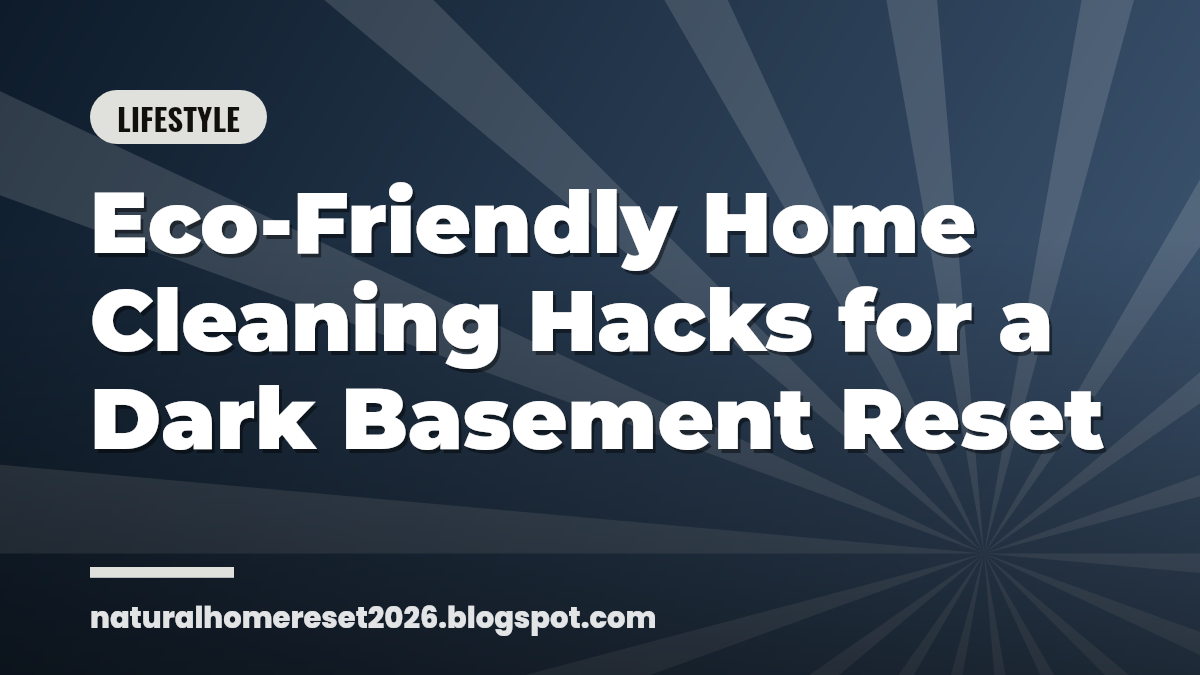 LIFESTYLE
Eco-Friendly Home
Cleaning Hacks for a
Dark Basement Reset
naturalhomereset2026.blogspot.com